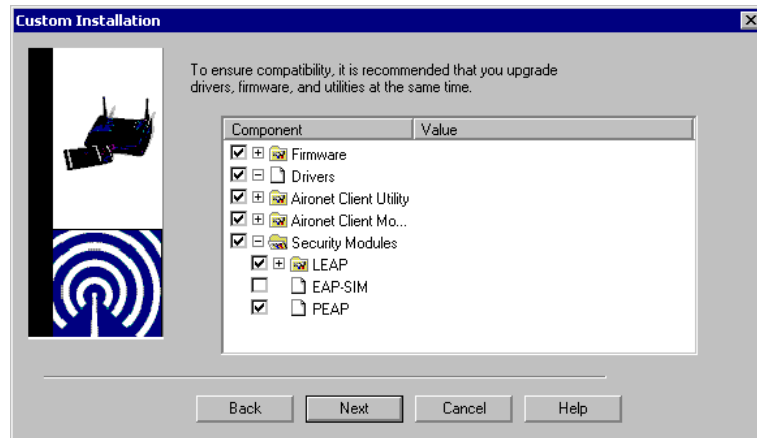 Custom Installation
To ensure compatibility, it is recommended that you upgrade
drivers, firmware, and utilities at the same time.
Component Value
Firmware
Drivers
Aironet Client Utility
Aironet Client Mo...
Security Modules
LEAP
EAP-SIM
PEAP
Back Next Cancel Help